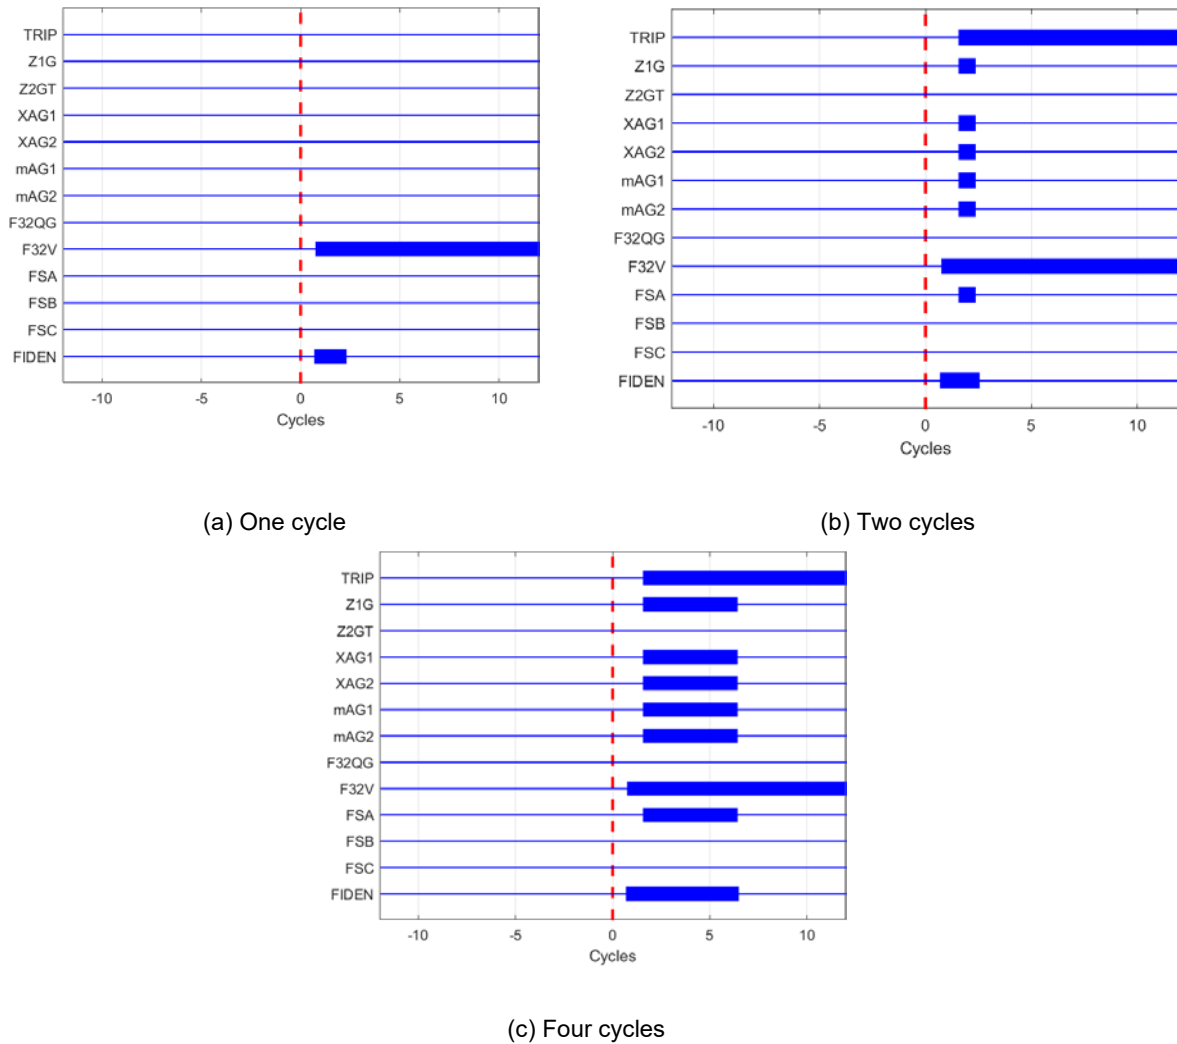 TRIP
Z1G
Z2GT
XAG1
XAG2
mAG1
mAG2
F32QG
F32V
FSA
FSB
FSC
FIDEN
-10 -5 0 5 10
Cycles
(a) One cycle
TRIP
Z1G
Z2GT
XAG1
XAG2
mAG1
mAG2
F32QG
F32V
FSA
FSB
FSC
FIDEN
-10 -5 0 5 10
Cycles
(b) Two cycles
TRIP
Z1G
Z2GT
XAG1
XAG2
mAG1
mAG2
F32QG
F32V
FSA
FSB
FSC
FIDEN
-10 -5 0 5 10
Cycles
(c) Four cycles